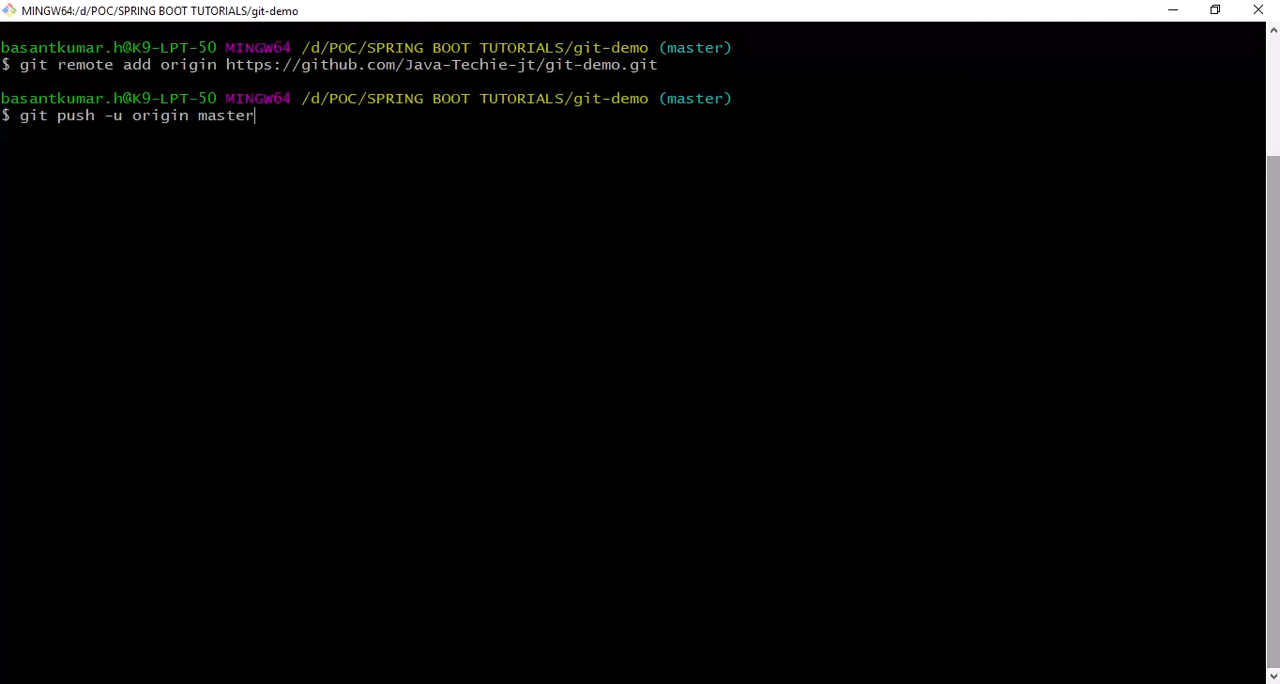 MINGW64:/d/POC/SPRING BOOT TUTORIALS/git-demo
basantkumar.h@K9-LPT-50 MINGW64 /d/POC/SPRING BOOT TUTORIALS/git-demo (master)
$ git remote add origin https://github.com/Java-Techie-jt/git-demo.git
basantkumar.h@K9-LPT-50 MINGW64 /d/POC/SPRING BOOT TUTORIALS/git-demo (master)
$ git push -u origin master